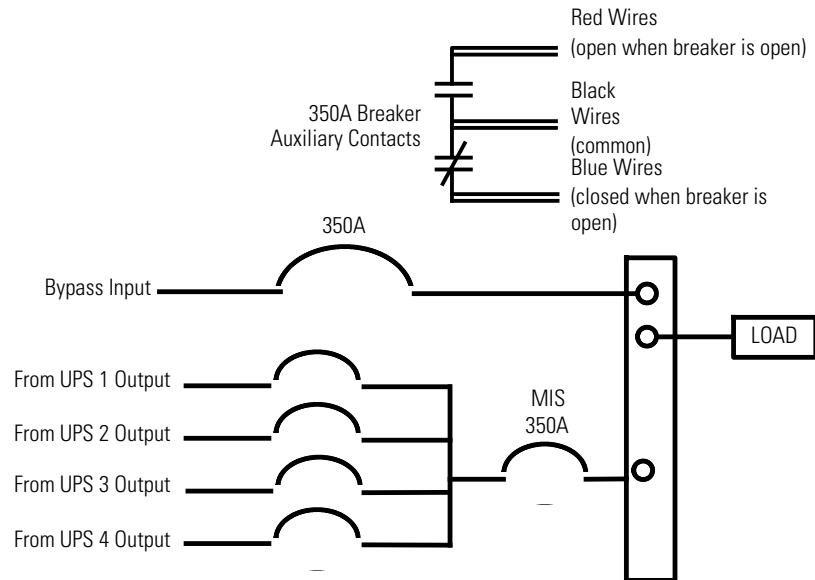 Red Wires
(open when breaker is open)
Black
Wires
(common)
350A Breaker
Auxiliary Contacts
Blue Wires
(closed when breaker is
open)
350A
Bypass Input
LOAD
From UPS 1 Output
MIS
350A
From UPS 2 Output
From UPS 3 Output
From UPS 4 Output